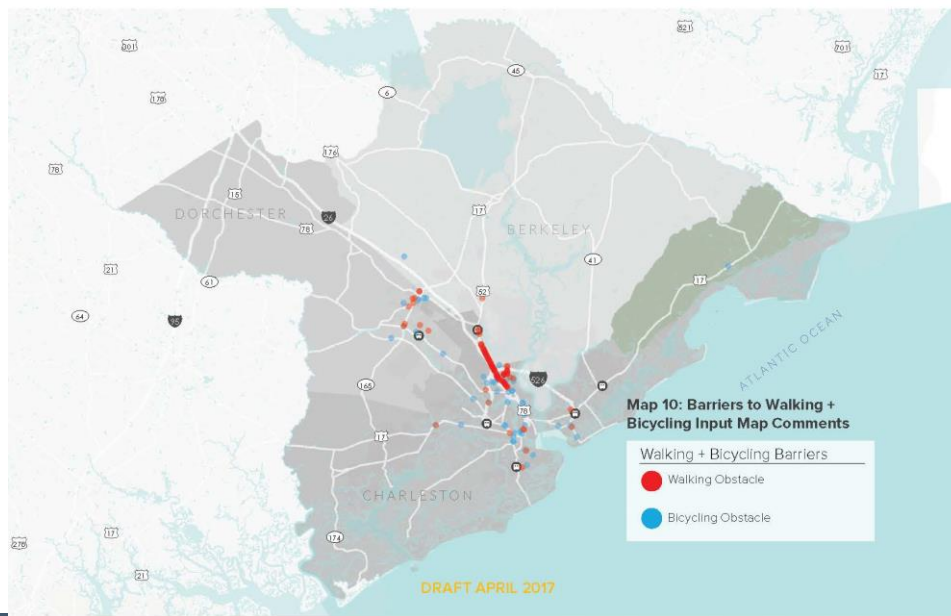 301
521
701
17
45
178
6
176
78
15
DORCHESTER
26
17
BERKELEY
78
41
21
61
17
52
64
95
ATLANTIC OCEAN
165
526
78
Map 10: Barriers to Walking +
Bicycling Input Map Comments
17
Walking + Bicycling Barriers
Walking Obstacle
CHARLESTON
Bicycling Obstacle
174
17
278
21
DRAFT APRIL 2017